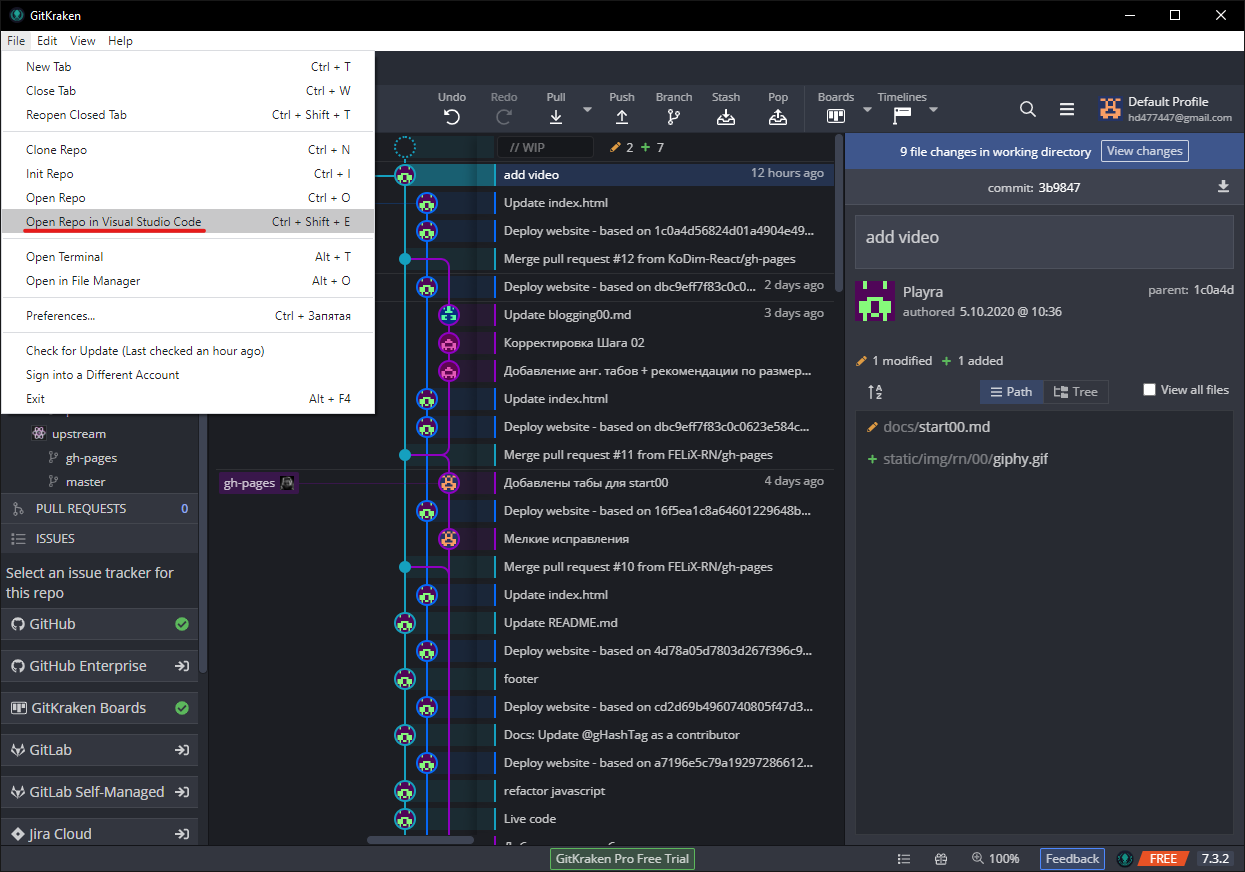 GitKraken
File Edit View Help
New Tab Ctrl + T
Close Tab Ctrl + W
Reopen Closed Tab Ctrl + Shift + T
Clone Repo Ctrl + N
Init Repo Ctrl + I
Open Repo Ctrl + O
Open Repo in Visual Studio Code Ctrl + Shift + E
Open Terminal Alt + T
Open in File Manager Alt + O
Preferences... Ctrl + Запятая
Check for Update (Last checked an hour ago)
Sign into a Different Account
Exit Alt + F4
upstream
gh-pages
master
PULL REQUESTS 0
ISSUES
Select an issue tracker for
this repo
GitHub
GitHub Enterprise
GitKraken Boards
GitLab
GitLab Self-Managed
Jira Cloud
Undo Redo Pull Push Branch Stash Pop Boards Timelines
Default Profile
hd477447@gmail.com
// WIP 2 + 7
add video 12 hours ago
Update index.html
Deploy website - based on 1c0a4d56824d01a4904e49...
Merge pull request #12 from KoDim-React/gh-pages
Deploy website - based on dbc9eff7f83c0c0... 2 days ago
Update blogging00.md 3 days ago
Корректировка Шага 02
Добавление анг. табов + рекомендации по размер...
Update index.html
Deploy website - based on dbc9eff7f83c0c0623e584c...
Merge pull request #11 from FELiX-RN/gh-pages
gh-pages Добавлены табы для start00 4 days ago
Deploy website - based on 16f5ea1c8a64601229648b...
Мелкие исправления
Merge pull request #10 from FELiX-RN/gh-pages
Update index.html
Update README.md
Deploy website - based on 4d78a05d7803d267f396c9...
footer
Deploy website - based on cd2d69b4960740805f47d3...
Docs: Update @gHashTag as a contributor
Deploy website - based on a7196e5c79a19297286612...
refactor javascript
Live code
9 file changes in working directory View changes
commit: 3b9847
add video
Playra parent: 1c0a4d
authored 5.10.2020 @ 10:36
1 modified + 1 added
Path Tree View all files
docs/start00.md
+ static/img/rn/00/giphy.gif
GitKraken Pro Free Trial 100% Feedback FREE 7.3.2